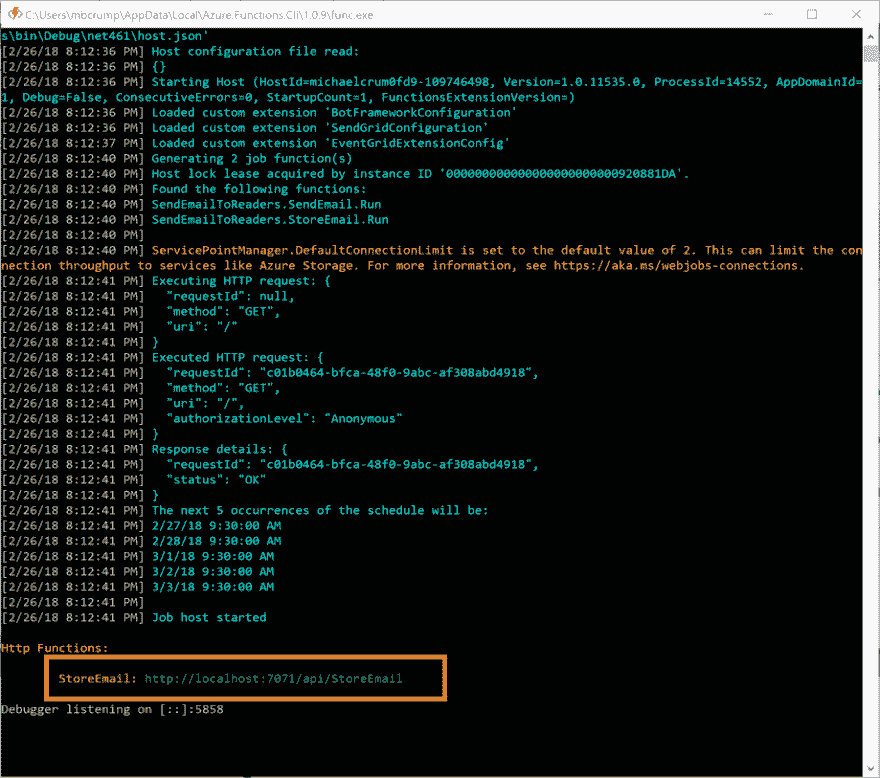 C:\Users\mbcrump\AppData\Local\Azure.Functions.Cli\1.0.9\func.exe
s\bin\Debug\net461\host.json'
[2/26/18 8:12:36 PM] Host configuration file read:
[2/26/18 8:12:36 PM] {}
[2/26/18 8:12:36 PM] Starting Host (HostId=michaelcrum0fd9-109746498, Version=1.0.11535.0, ProcessId=14552, AppDomainId=
1, Debug=False, ConsecutiveErrors=0, StartupCount=1, FunctionsExtensionVersion=)
[2/26/18 8:12:36 PM] Loaded custom extension 'BotFrameworkConfiguration'
[2/26/18 8:12:36 PM] Loaded custom extension 'SendGridConfiguration'
[2/26/18 8:12:37 PM] Loaded custom extension 'EventGridExtensionConfig'
[2/26/18 8:12:40 PM] Generating 2 job function(s)
[2/26/18 8:12:40 PM] Host lock lease acquired by instance ID '000000000000000000000000920881DA'.
[2/26/18 8:12:40 PM] Found the following functions:
[2/26/18 8:12:40 PM] SendEmailToReaders.SendEmail.Run
[2/26/18 8:12:40 PM] SendEmailToReaders.StoreEmail.Run
[2/26/18 8:12:40 PM]
[2/26/18 8:12:40 PM] ServicePointManager.DefaultConnectionLimit is set to the default value of 2. This can limit the con
nection throughput to services like Azure Storage. For more information, see https://aka.ms/webjobs-connections.
[2/26/18 8:12:41 PM] Executing HTTP request: {
[2/26/18 8:12:41 PM]   "requestId": null,
[2/26/18 8:12:41 PM]   "method": "GET",
[2/26/18 8:12:41 PM]   "uri": "/"
[2/26/18 8:12:41 PM] }
[2/26/18 8:12:41 PM] Executed HTTP request: {
[2/26/18 8:12:41 PM]   "requestId": "c01b0464-bfca-48f0-9abc-af308abd4918",
[2/26/18 8:12:41 PM]   "method": "GET",
[2/26/18 8:12:41 PM]   "uri": "/",
[2/26/18 8:12:41 PM]   "authorizationLevel": "Anonymous"
[2/26/18 8:12:41 PM] }
[2/26/18 8:12:41 PM] Response details: {
[2/26/18 8:12:41 PM]   "requestId": "c01b0464-bfca-48f0-9abc-af308abd4918",
[2/26/18 8:12:41 PM]   "status": "OK"
[2/26/18 8:12:41 PM] }
[2/26/18 8:12:41 PM] The next 5 occurrences of the schedule will be:
[2/26/18 8:12:41 PM] 2/27/18 9:30:00 AM
[2/26/18 8:12:41 PM] 2/28/18 9:30:00 AM
[2/26/18 8:12:41 PM] 3/1/18 9:30:00 AM
[2/26/18 8:12:41 PM] 3/2/18 9:30:00 AM
[2/26/18 8:12:41 PM] 3/3/18 9:30:00 AM
[2/26/18 8:12:41 PM]
[2/26/18 8:12:41 PM] Job host started
Http Functions:
StoreEmail: http://localhost:7071/api/StoreEmail
Debugger listening on [::]:5858